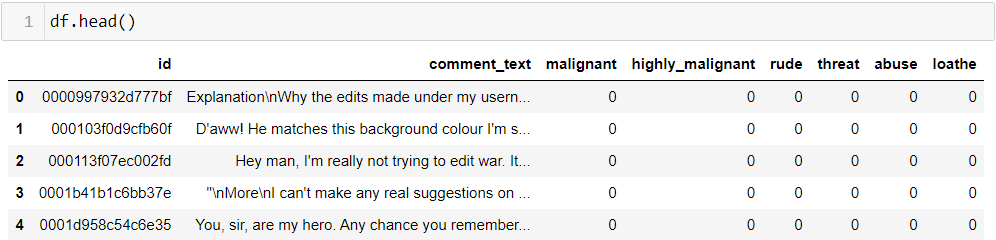 1 df.head()
id comment_text malignant highly_malignant rude threat abuse loathe
0 0000997932d777bf Explanation\nWhy the edits made under my usern... 0 0 0 0 0 0
1 000103f0d9cfb60f D'aww! He matches this background colour I'm s... 0 0 0 0 0 0
2 000113f07ec002fd Hey man, I'm really not trying to edit war. It... 0 0 0 0 0 0
3 0001b41b1c6bb37e "\nMore\nI can't make any real suggestions on ... 0 0 0 0 0 0
4 0001d958c54c6e35 You, sir, are my hero. Any chance you remember... 0 0 0 0 0 0